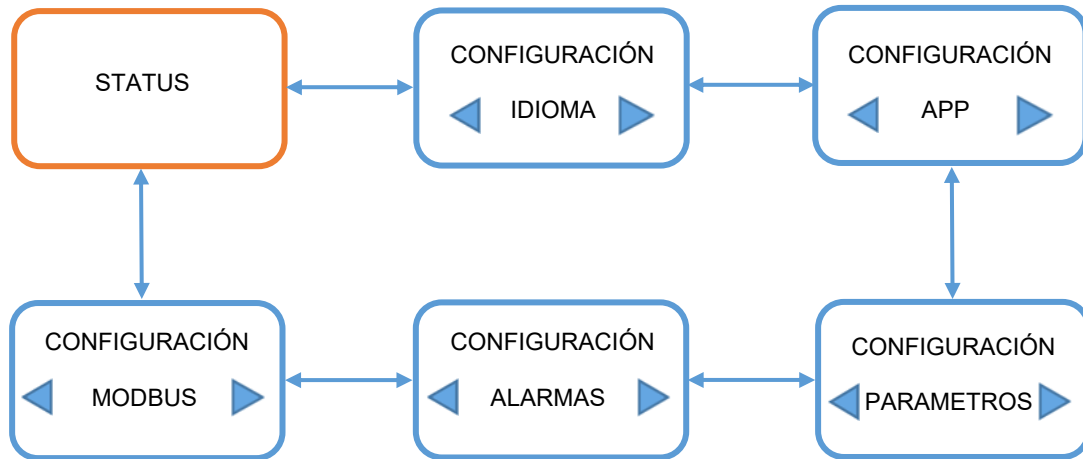 STATUS
CONFIGURACIÓN
IDIOMA
CONFIGURACIÓN
APP
CONFIGURACIÓN
MODBUS
CONFIGURACIÓN
ALARMAS
CONFIGURACIÓN
PARAMETROS